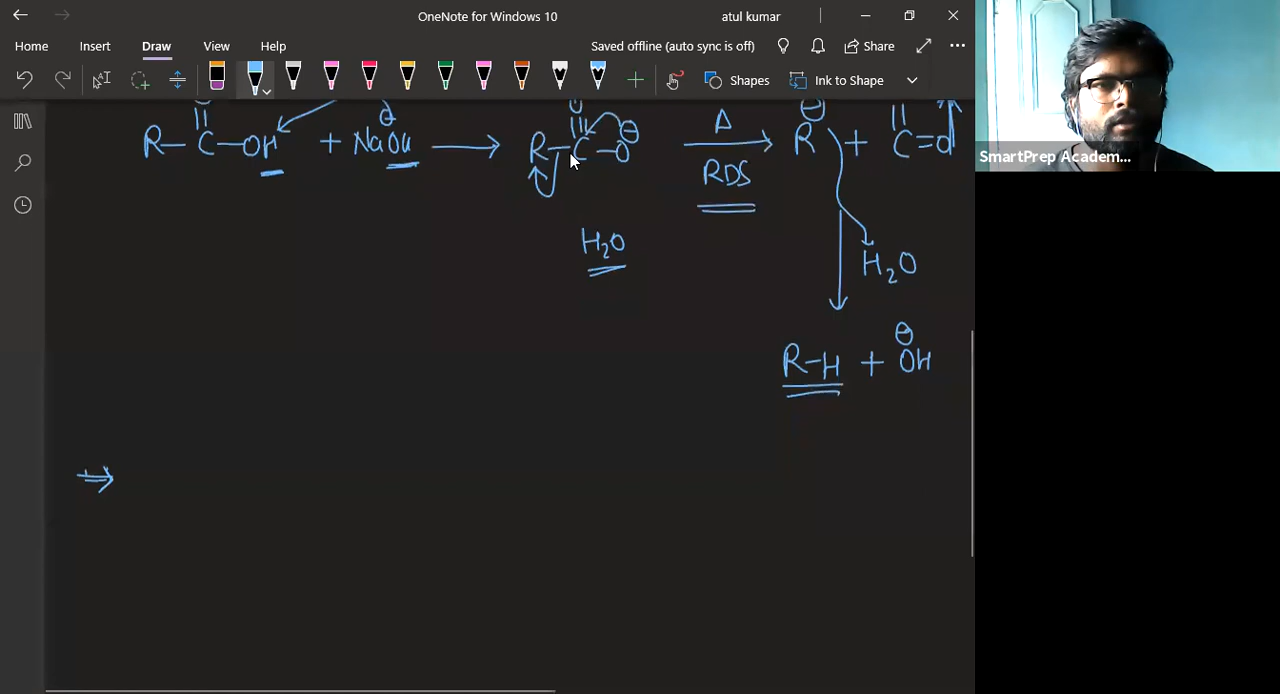 OneNote for Windows 10
atul kumar
Home Insert Draw View Help
Saved offline (auto sync is off)
Share
Shapes
Ink to Shape
R-C-OH + NaOH → R-C-O⊖ Δ → R⊖ + C=O
RDS
SmartPrep Academ...
H₂O
H₂O
R-H + ⊖OH
⇒